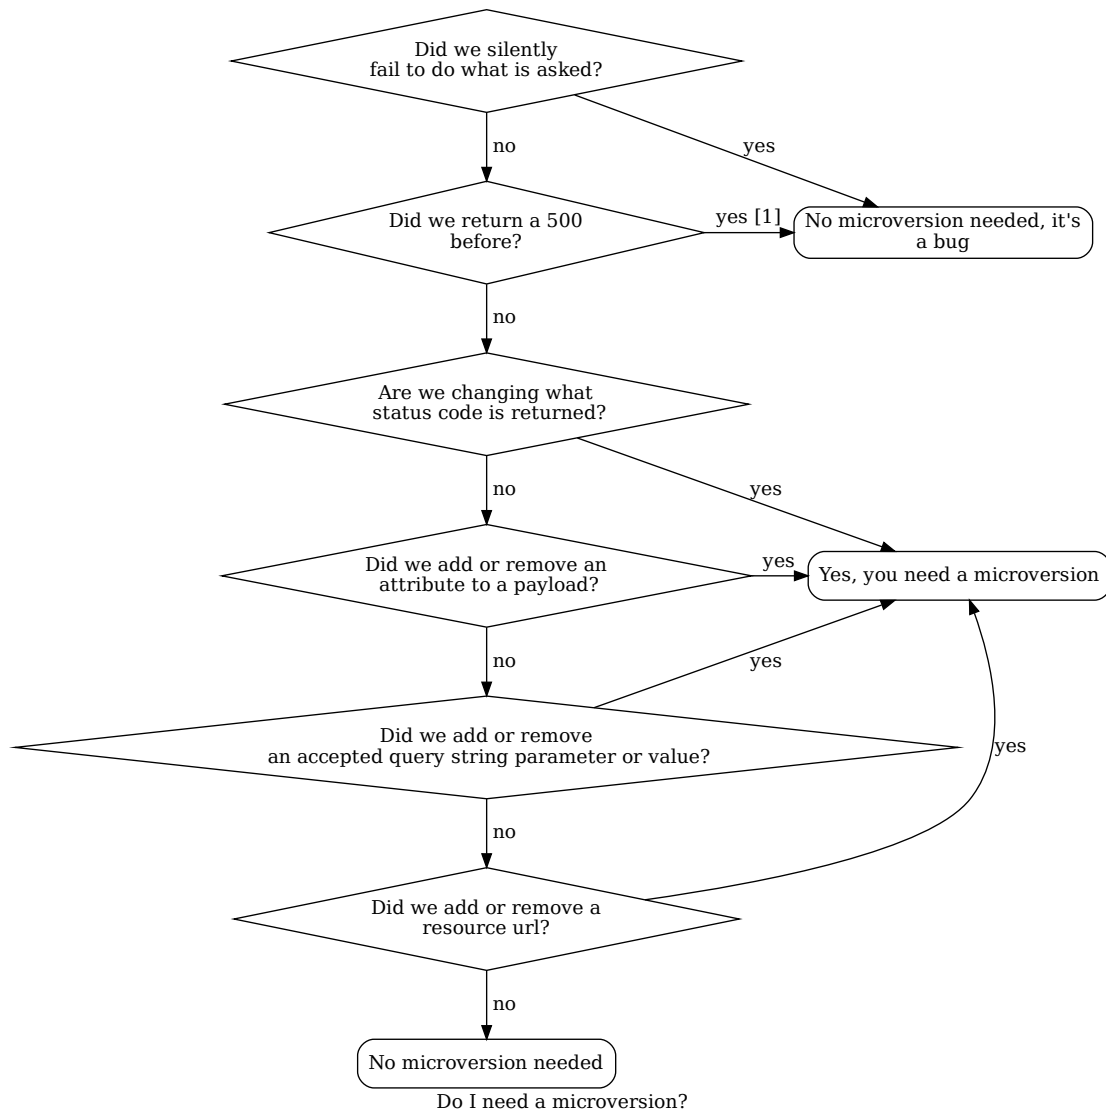 Did we silently
fail to do what is asked?
yes
no
Did we return a 500
before?
yes [1]
No microversion needed, it's
a bug
no
Are we changing what
status code is returned?
yes
no
Did we add or remove an
attribute to a payload?
yes
Yes, you need a microversion
no
yes
Did we add or remove
an accepted query string parameter or value?
yes
no
Did we add or remove a
resource url?
no
No microversion needed
Do I need a microversion?